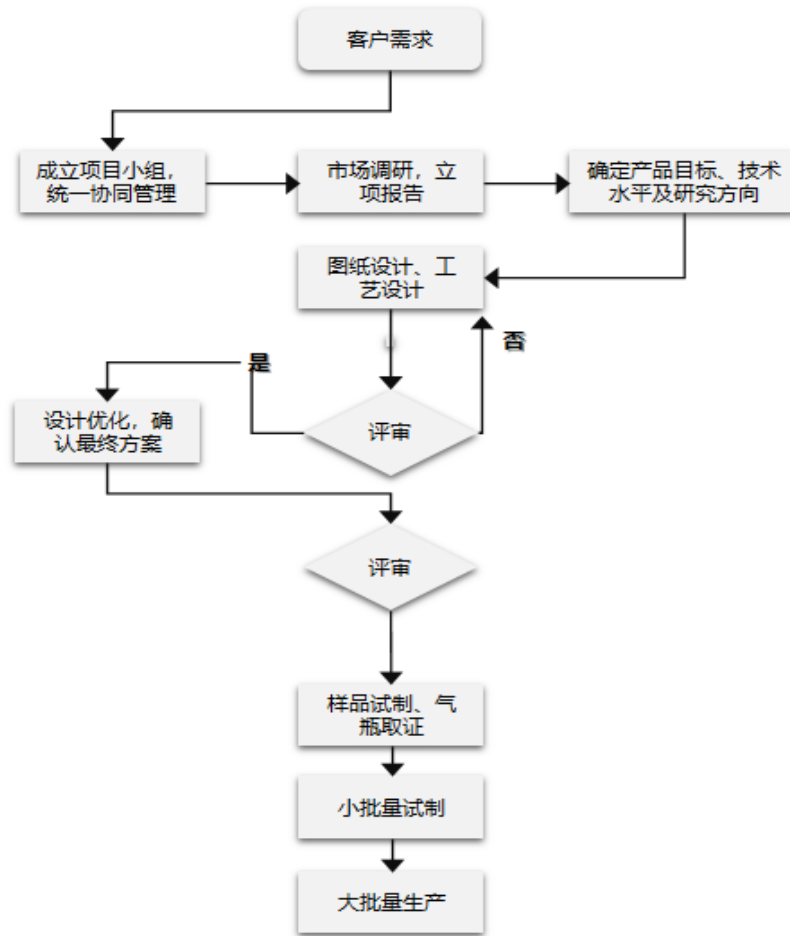 客户需求
成立项目小组，
统一协同管理
市场调研，立
项报告
确定产品目标、技术
水平及研究方向
图纸设计、工
艺设计
否
是
评审
设计优化，确
认最终方案
评审
样品试制、气
瓶取证
小批量试制
大批量生产